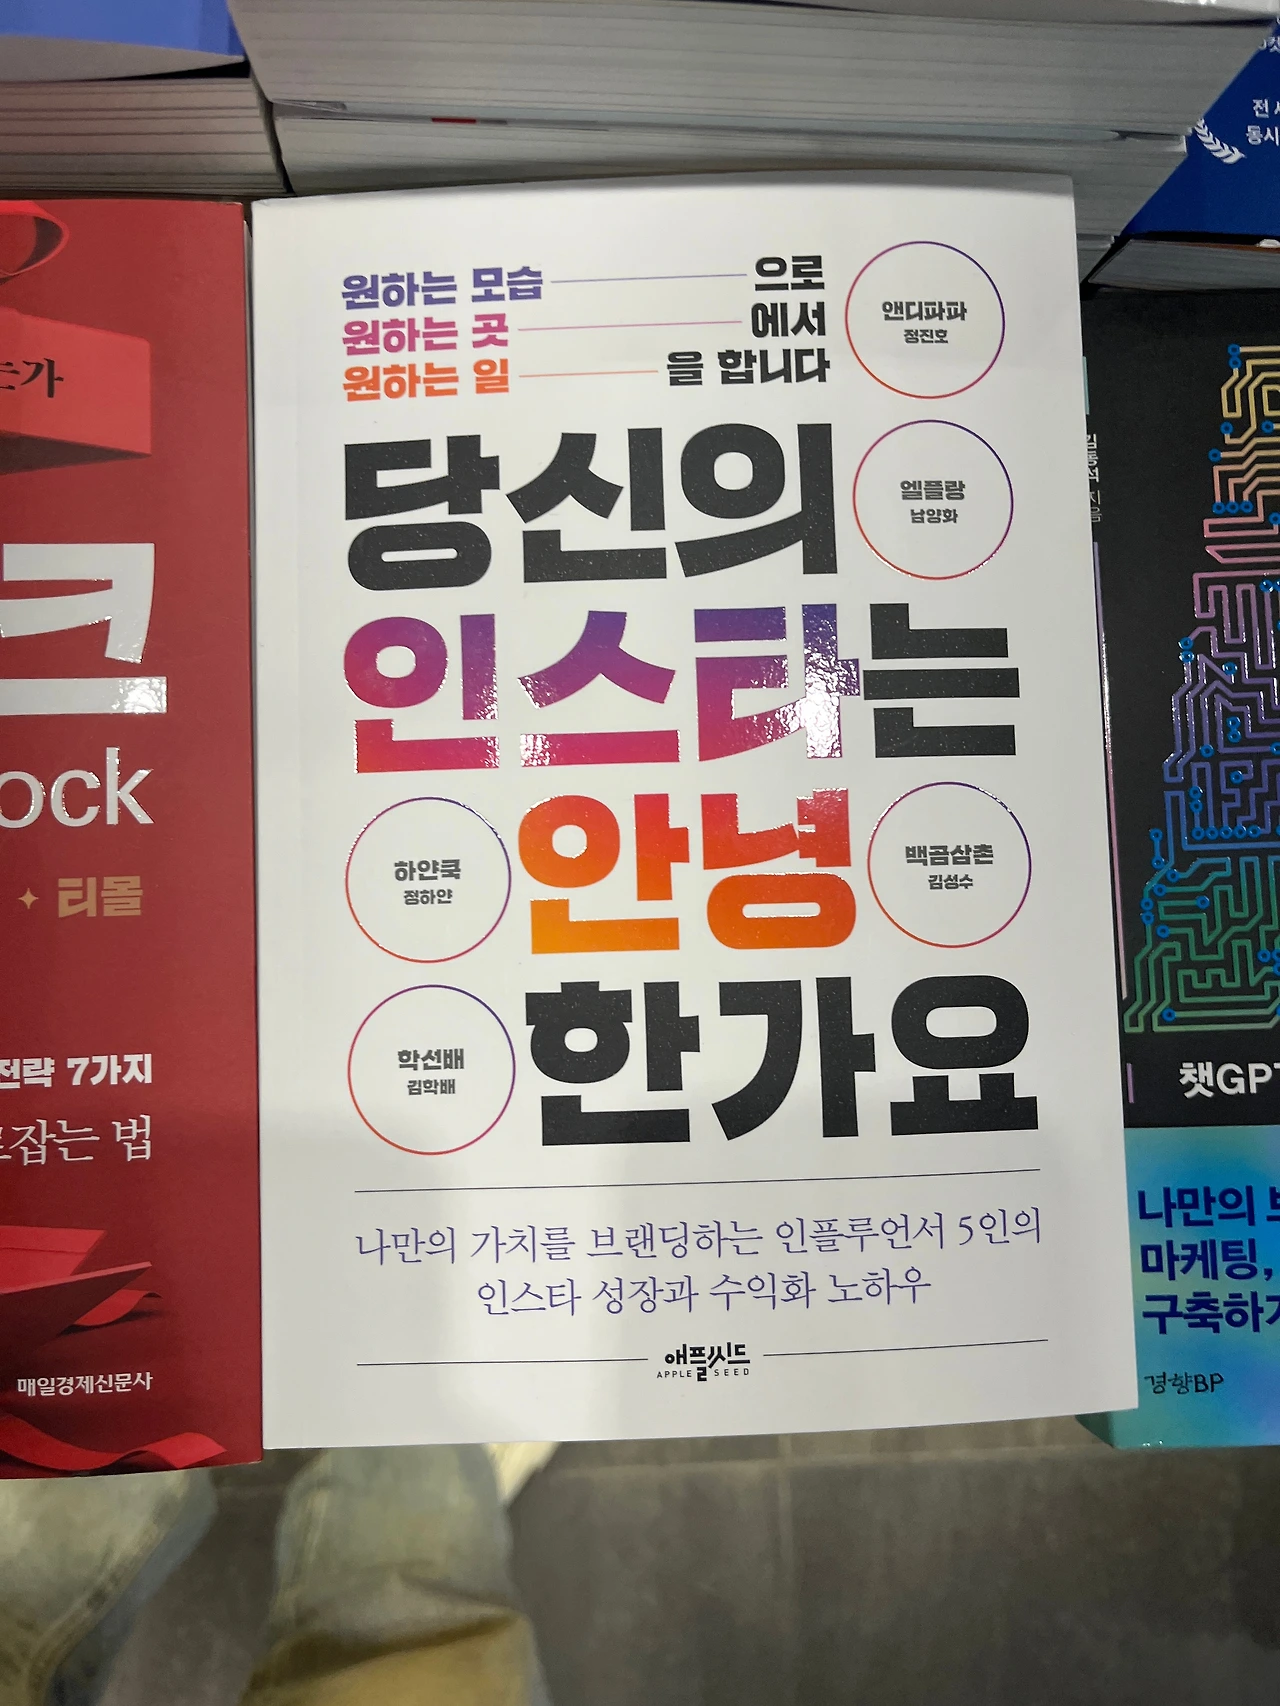 원하는 모습 으로
원하는 곳 에서
원하는 일 을 합니다
앤디파파
정진호
당신의
엘플랑
남양화
인스타는
하얀쿡
정하얀
안녕
백곰삼촌
김성수
학선배
김학배
한가요
나만의 가치를 브랜딩하는 인플루언서 5인의
인스타 성장과 수익화 노하우
애플씨드
APPLE SEED
ock
티몰
전략 7가지
잡는 법
매일경제신문사
전 
동시
챗GPT
나만의
마케팅,
구축하
경향BP